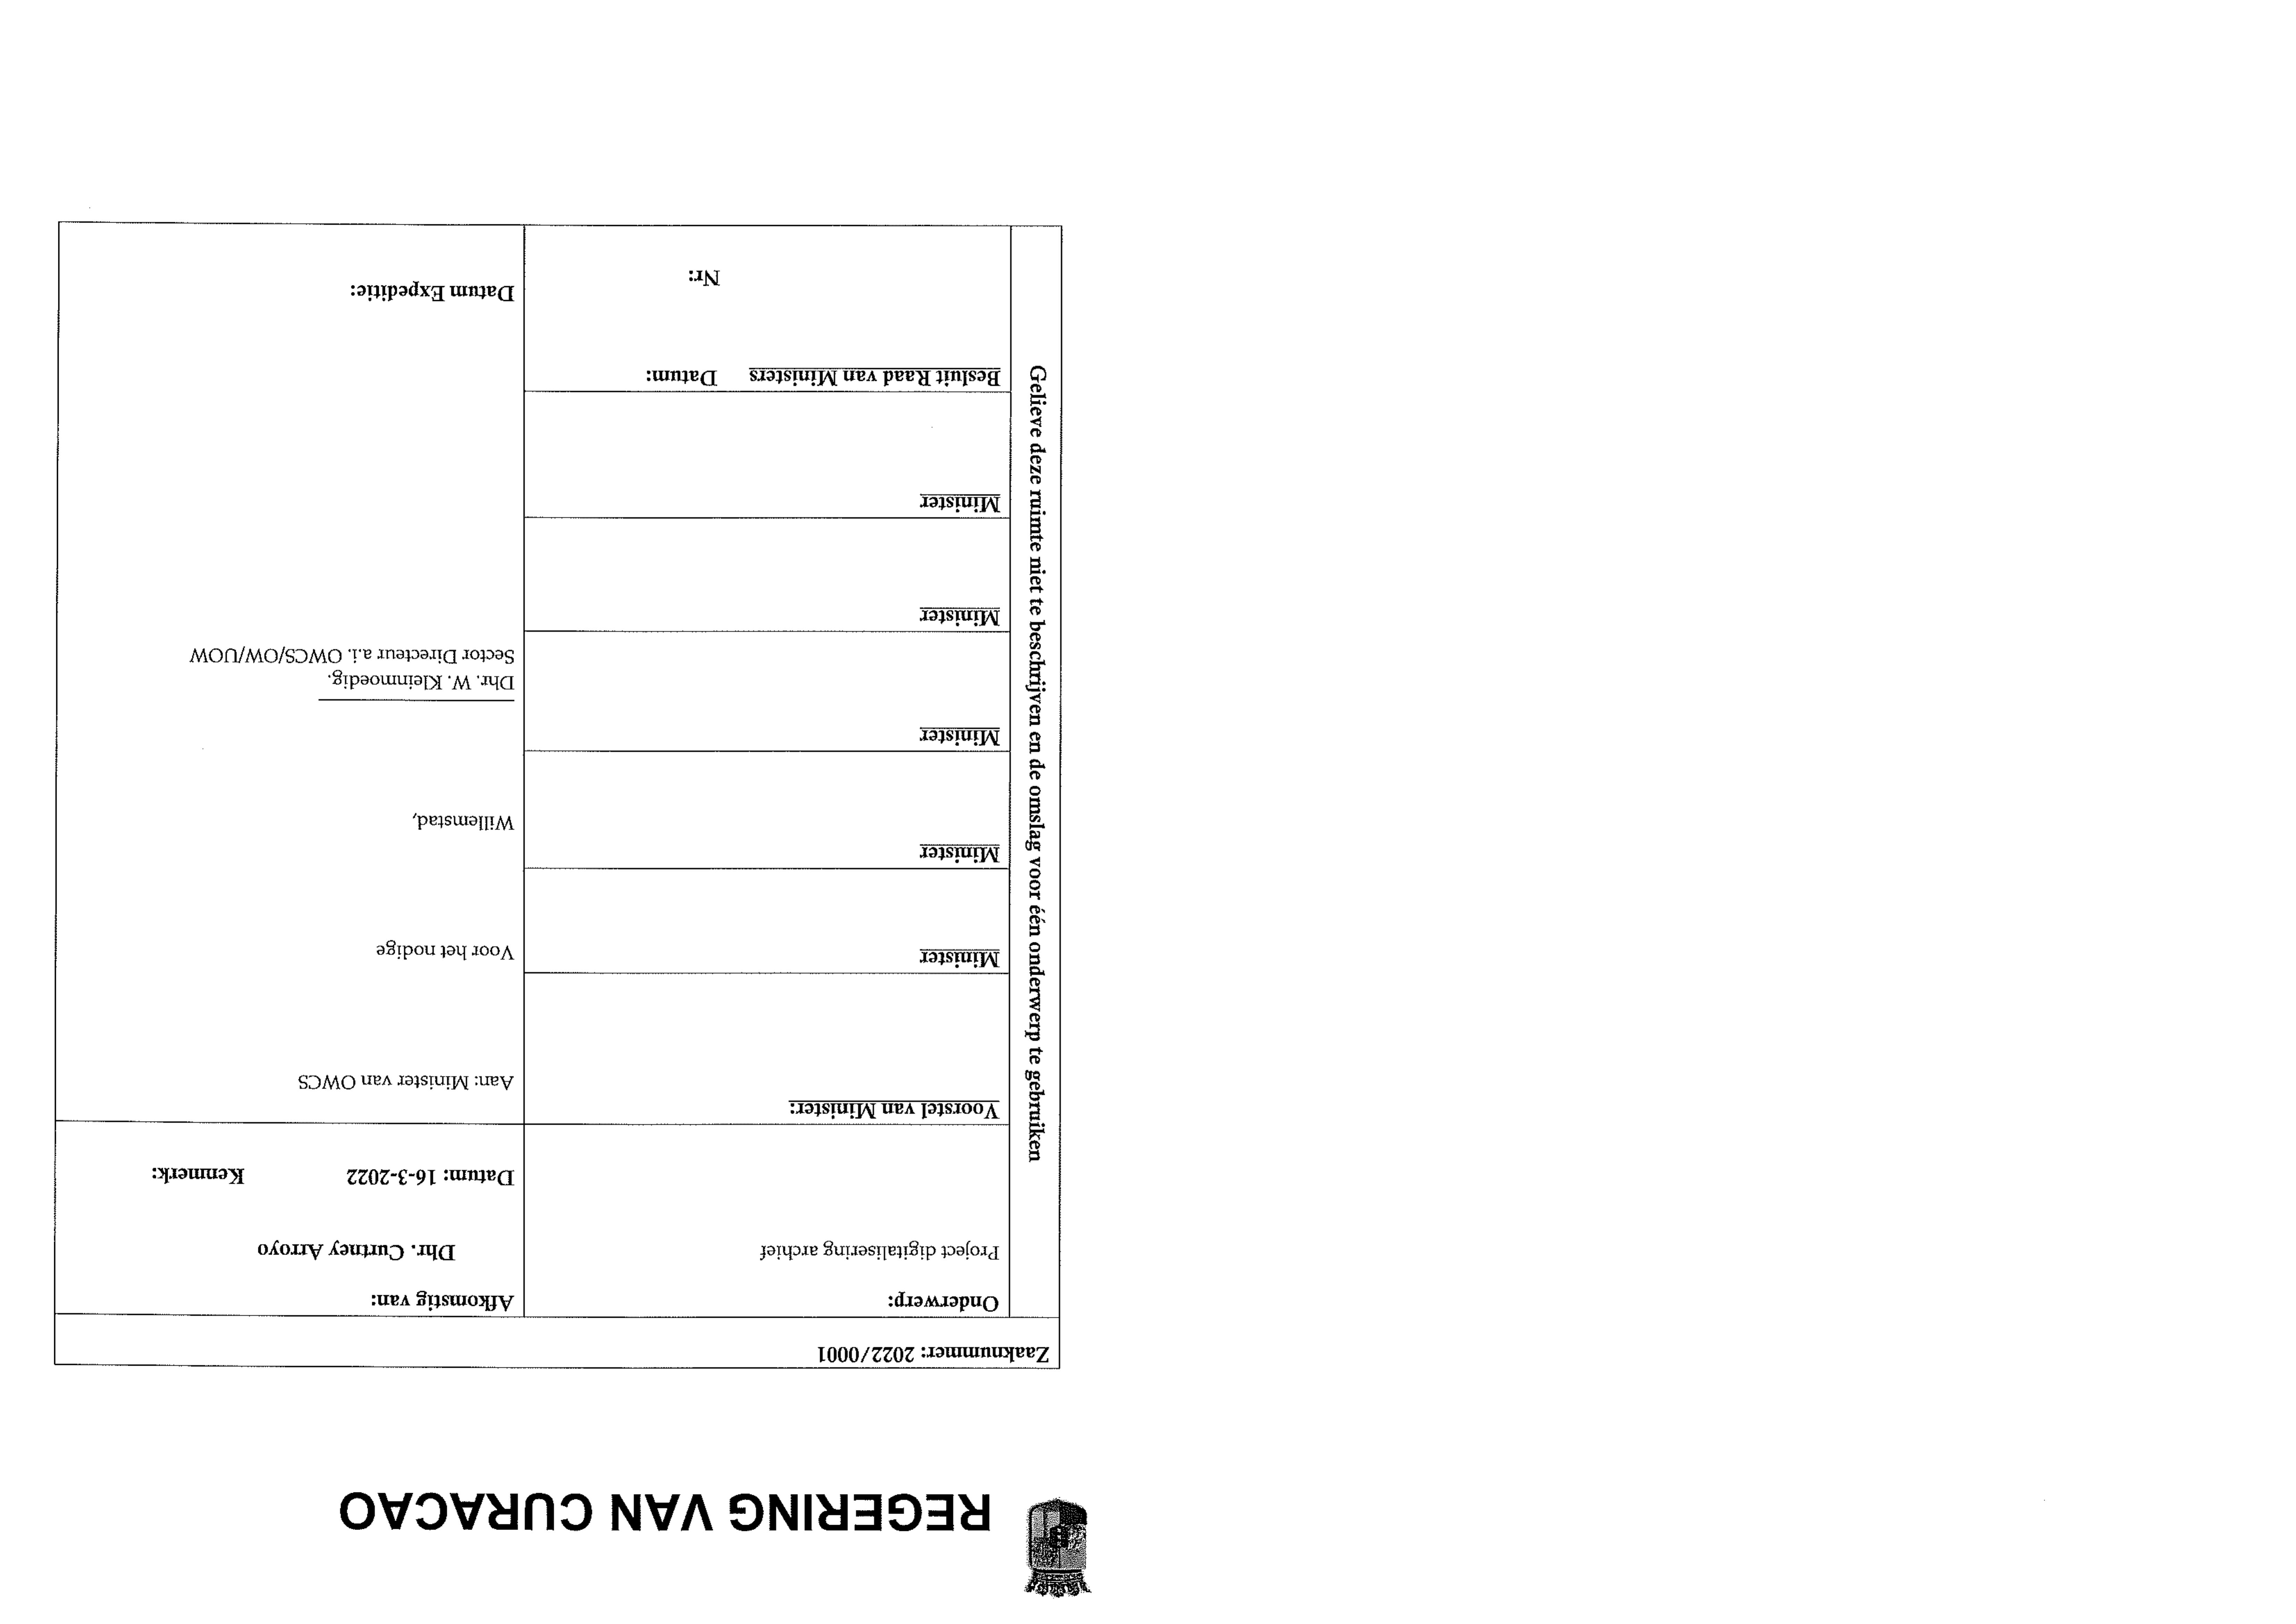 REGERING VAN CURACAO
Zaaknummer: 2022/0001
Gelieve deze ruimte niet te beschrijven en de omslag voor één onderwerp te gebruiken
Onderwerp:
Project digitalisering archief
Afkomstig van:
Dhr. Curtney Arroyo
Datum: 16-3-2022 Kenmerk:
Voorstel van Minister:
Minister
Minister
Minister
Minister
Minister
Besluit Raad van Ministers Datum:
Nr:
Aan: Minister van OWCS
Voor het nodige
Willemstad,
Dhr. W. Kleinmoedig.
Sector Directeur a.i. OWCS/OW/UOW
Datum Expeditie: